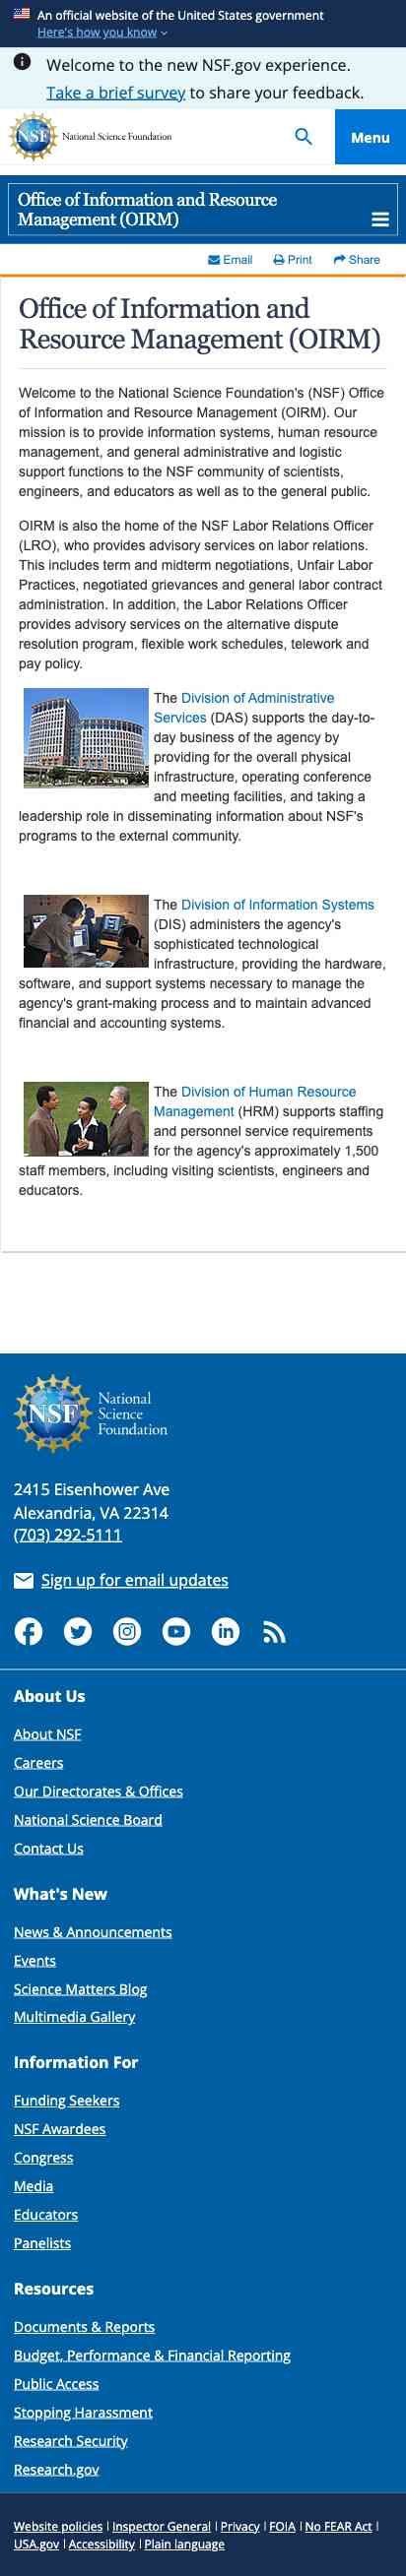 An official website of the United States government
Here's how you know
Welcome to the new NSF.gov experience.
Take a brief survey to share your feedback.
NSF National Science Foundation
Menu
Office of Information and Resource
Management (OIRM)
Email Print Share
Office of Information and
Resource Management (OIRM)
Welcome to the National Science Foundation's (NSF) Office
of Information and Resource Management (OIRM). Our
mission is to provide information systems, human resource
management, and general administrative and logistic
support functions to the NSF community of scientists,
engineers, and educators as well as to the general public.
OIRM is also the home of the NSF Labor Relations Officer
(LRO), who provides advisory services on labor relations.
This includes term and midterm negotiations, Unfair Labor
Practices, negotiated grievances and general labor contract
administration. In addition, the Labor Relations Officer
provides advisory services on the alternative dispute
resolution program, flexible work schedules, telework and
pay policy.
The Division of Administrative
Services (DAS) supports the day-to-
day business of the agency by
providing for the overall physical
infrastructure, operating conference
and meeting facilities, and taking a
leadership role in disseminating information about NSF's
programs to the external community.
The Division of Information Systems
(DIS) administers the agency's
sophisticated technological
infrastructure, providing the hardware,
software, and support systems necessary to manage the
agency's grant-making process and to maintain advanced
financial and accounting systems.
The Division of Human Resource
Management (HRM) supports staffing
and personnel service requirements
for the agency's approximately 1,500
staff members, including visiting scientists, engineers and
educators.
NSF
National
Science
Foundation
2415 Eisenhower Ave
Alexandria, VA 22314
(703) 292-5111
Sign up for email updates
About Us
About NSF
Careers
Our Directorates & Offices
National Science Board
Contact Us
What's New
News & Announcements
Events
Science Matters Blog
Multimedia Gallery
Information For
Funding Seekers
NSF Awardees
Congress
Media
Educators
Panelists
Resources
Documents & Reports
Budget, Performance & Financial Reporting
Public Access
Stopping Harassment
Research Security
Research.gov
Website policies | Inspector General | Privacy | FOIA | No FEAR Act |
USA.gov | Accessibility | Plain language